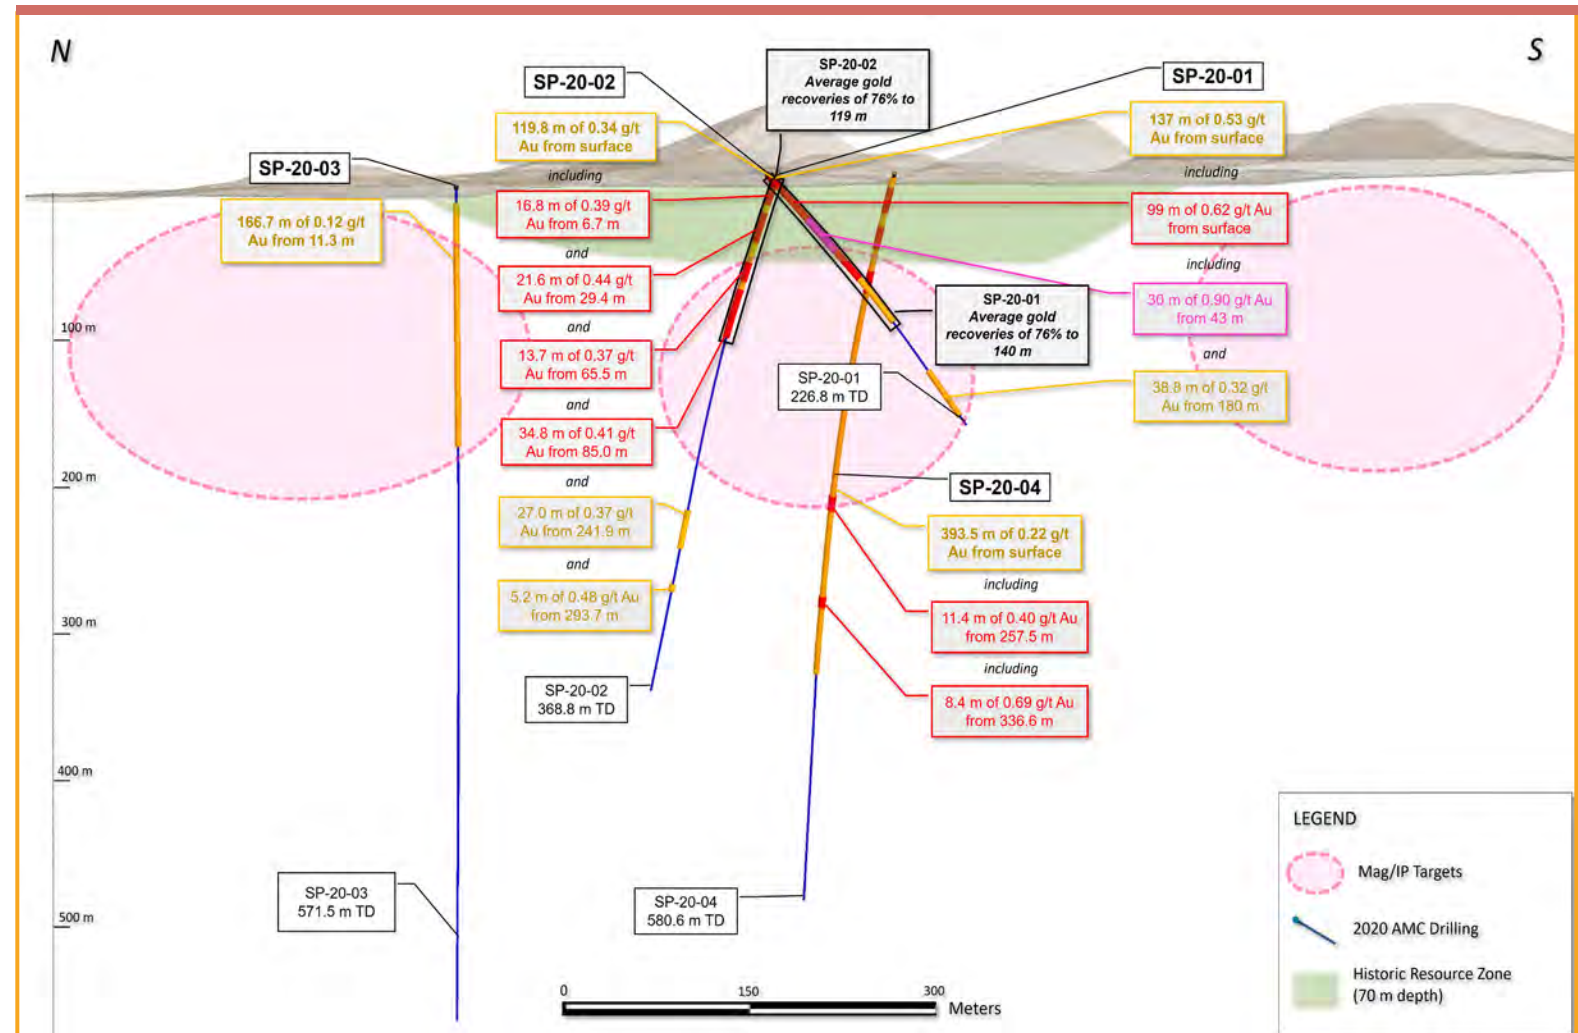 N
S
SP-20-02
Average gold
recoveries of 76% to
119 m
SP-20-02
SP-20-01
119.8 m of 0.34 g/t
Au from surface
including
16.8 m of 0.39 g/t
Au from 6.7 m
and
21.6 m of 0.44 g/t
Au from 29.4 m
and
13.7 m of 0.37 g/t
Au from 65.5 m
and
34.8 m of 0.41 g/t
Au from 85.0 m
and
27.0 m of 0.37 g/t
Au from 241.9 m
and
5.2 m of 0.48 g/t Au
from 293.7 m
SP-20-02
368.8 m TD
137 m of 0.53 g/t
Au from surface
including
99 m of 0.62 g/t Au
from surface
including
30 m of 0.90 g/t Au
from 43 m
and
38.8 m of 0.32 g/t
Au from 180 m
SP-20-01
Average gold
recoveries of 76% to
140 m
SP-20-01
226.8 m TD
SP-20-03
166.7 m of 0.12 g/t
Au from 11.3 m
SP-20-03
571.5 m TD
SP-20-04
393.5 m of 0.22 g/t
Au from surface
including
11.4 m of 0.40 g/t Au
from 257.5 m
including
8.4 m of 0.69 g/t Au
from 336.6 m
SP-20-04
580.6 m TD
100 m
200 m
300 m
400 m
500 m
0 150 300
Meters
LEGEND
Mag/IP Targets
2020 AMC Drilling
Historic Resource Zone
(70 m depth)